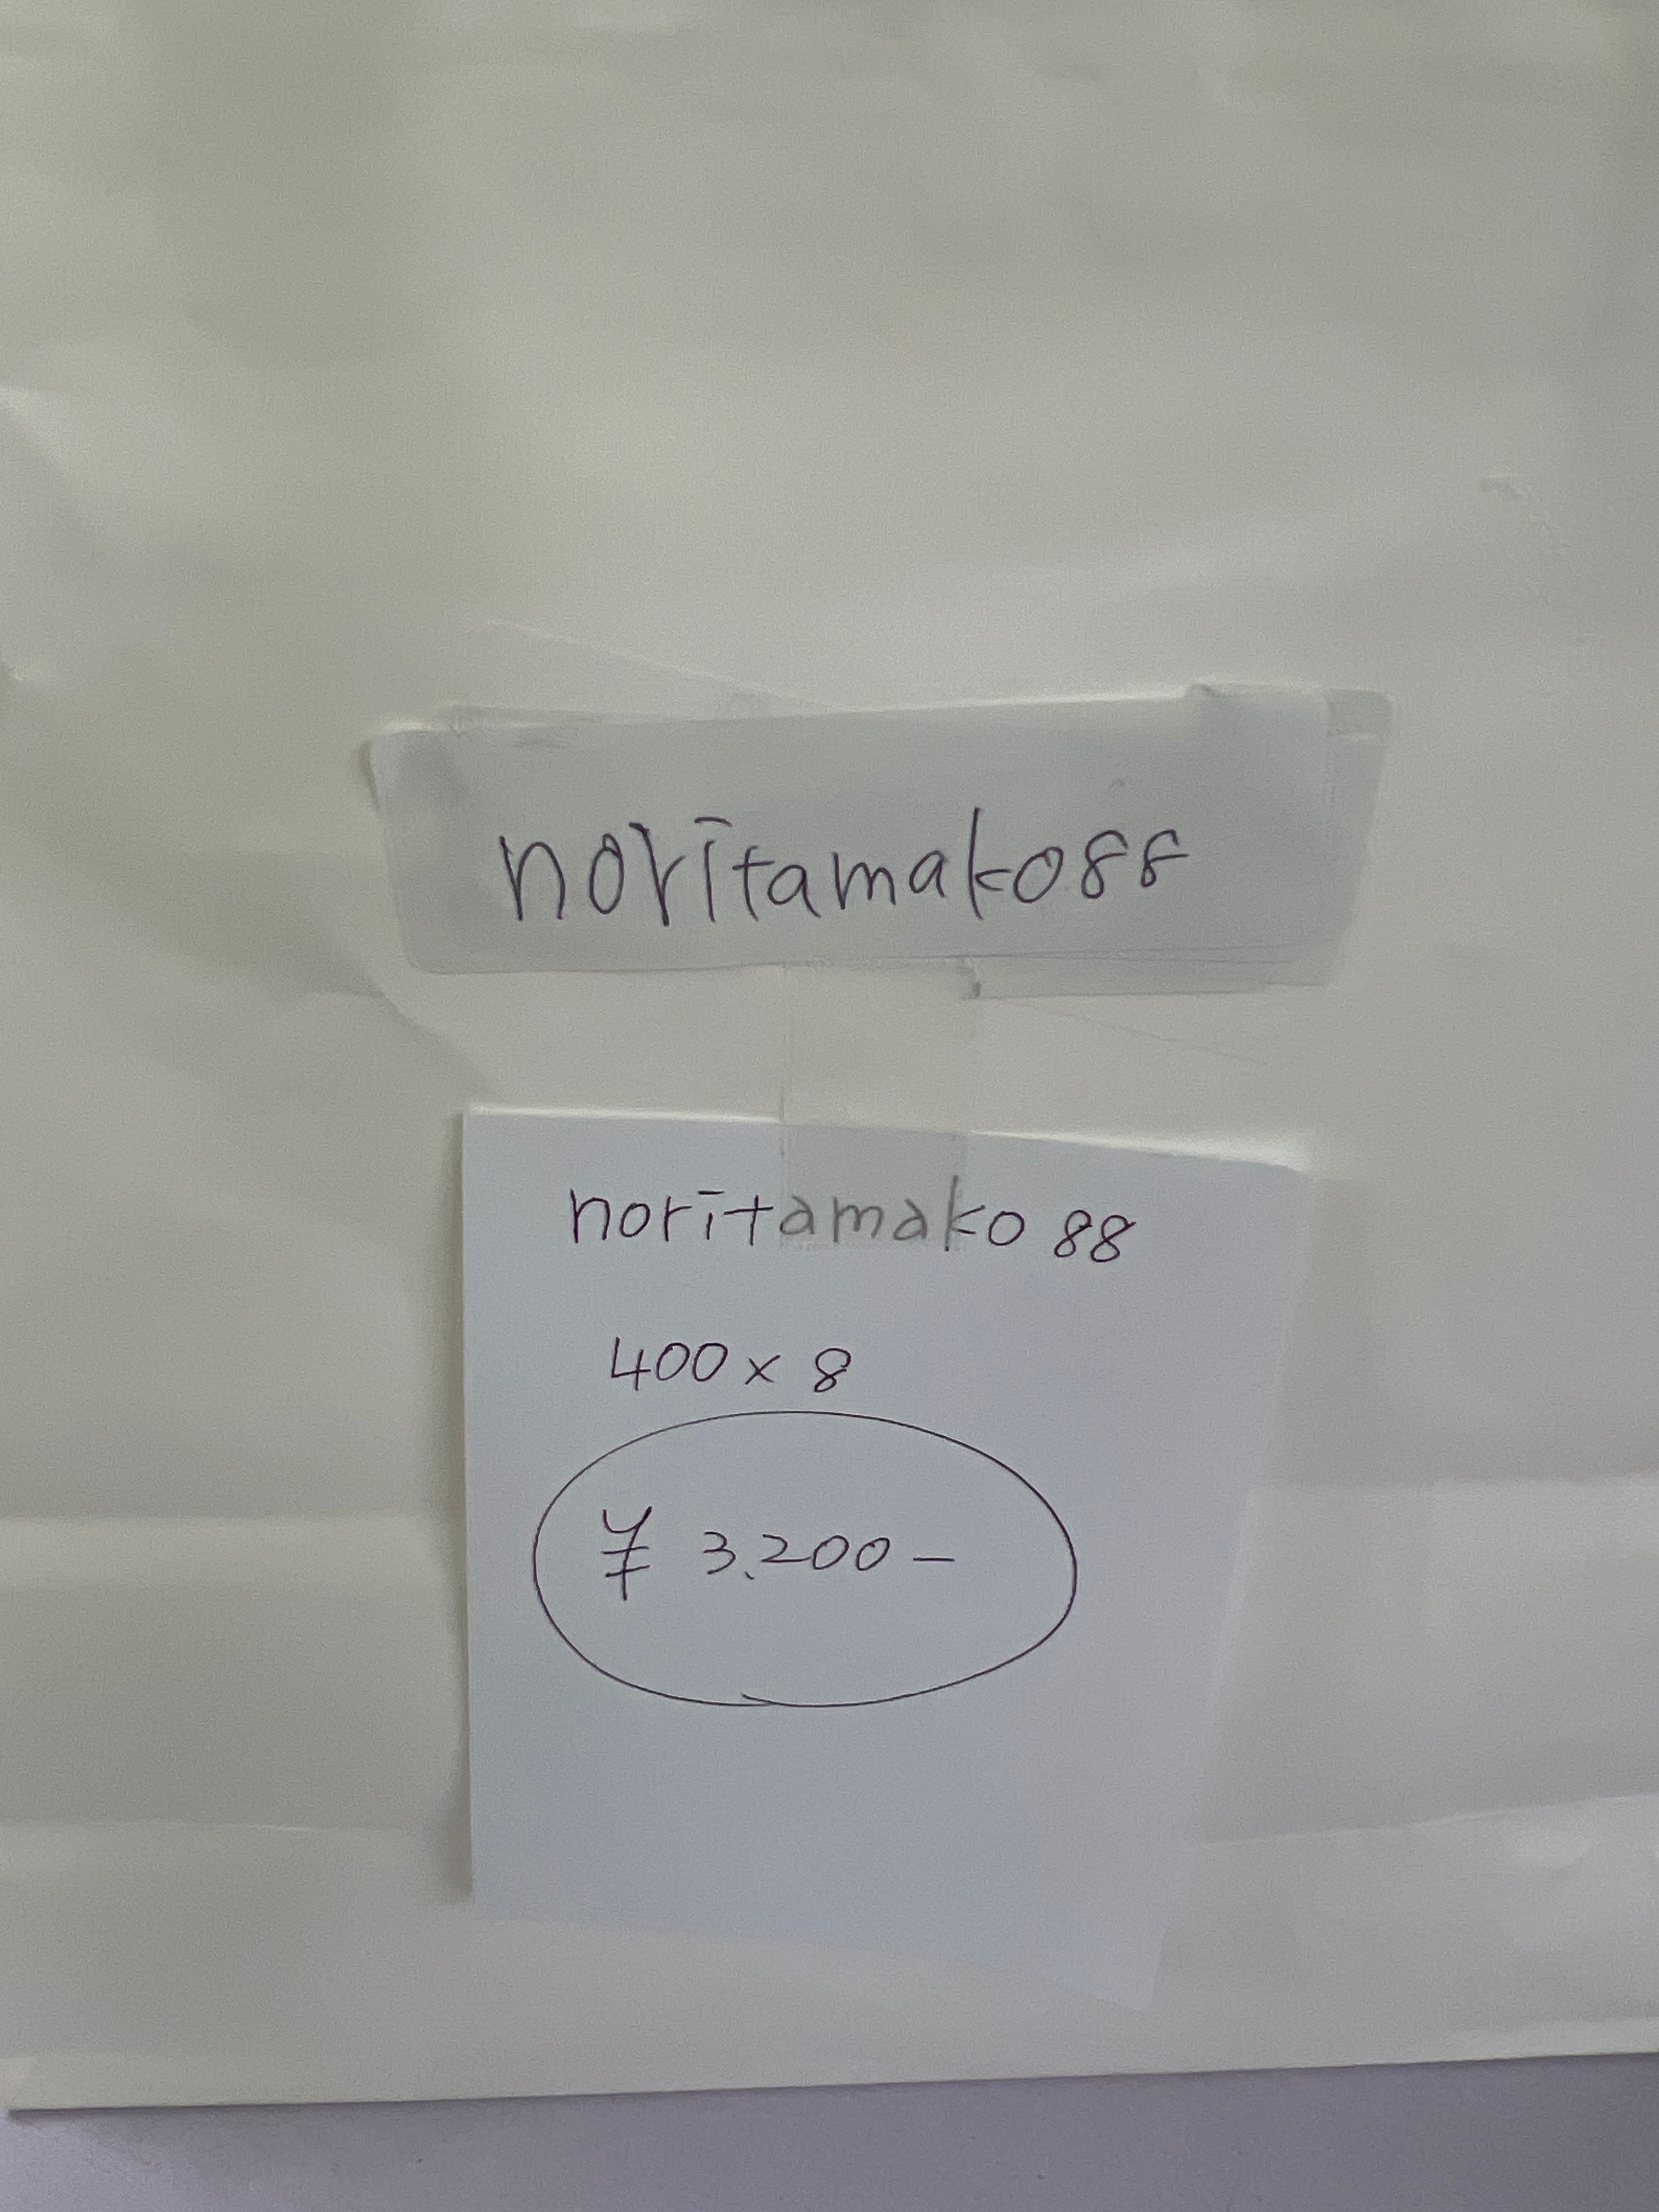 noritamako88
noritamako 88
400 × 8
¥ 3,200-